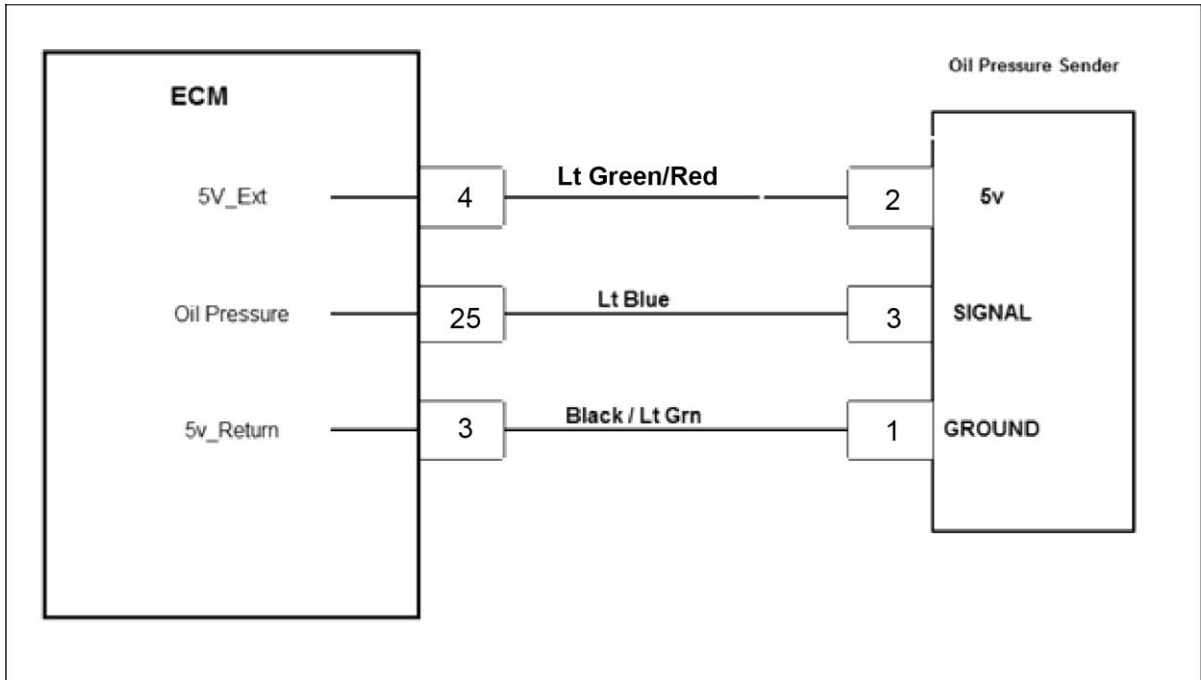 Oil Pressure Sender
ECM
5V_Ext
4
Lt Green/Red
2
5v
Oil Pressure
25
Lt Blue
3
SIGNAL
5v_Return
3
Black / Lt Grn
1
GROUND